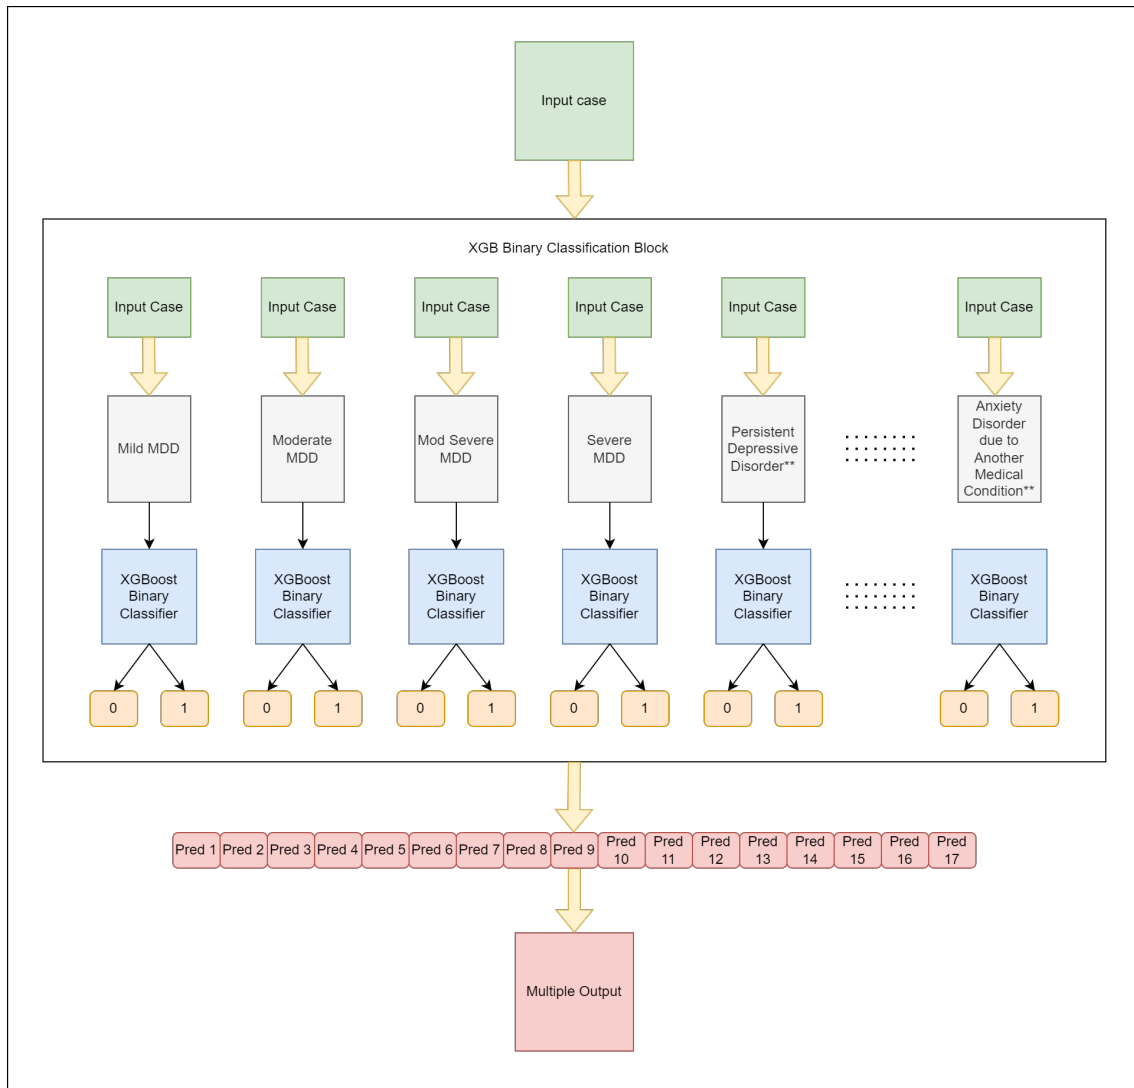 Input case
XGB Binary Classification Block
Input Case
Input Case
Input Case
Input Case
Input Case
Input Case
Mild MDD
Moderate
MDD
Mod Severe
MDD
Severe
MDD
Persistent
Depressive
Disorder**
Anxiety
Disorder
due to
Another
Medical
Condition**
XGBoost
Binary
Classifier
XGBoost
Binary
Classifier
XGBoost
Binary
Classifier
XGBoost
Binary
Classifier
XGBoost
Binary
Classifier
XGBoost
Binary
Classifier
0
1
0
1
0
1
0
1
0
1
0
1
Pred 1
Pred 2
Pred 3
Pred 4
Pred 5
Pred 6
Pred 7
Pred 8
Pred 9
Pred
10
Pred
11
Pred
12
Pred
13
Pred
14
Pred
15
Pred
16
Pred
17
Multiple Output